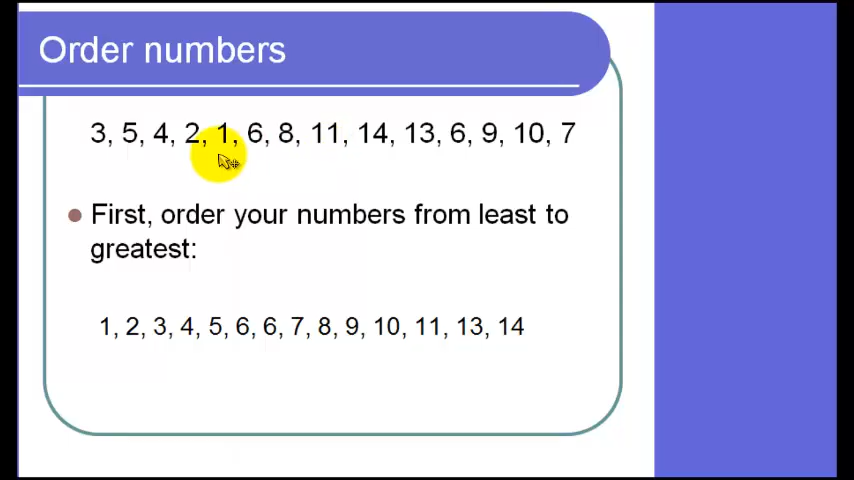 Order numbers
3, 5, 4, 2, 1, 6, 8, 11, 14, 13, 6, 9, 10, 7
First, order your numbers from least to
greatest:
1, 2, 3, 4, 5, 6, 6, 7, 8, 9, 10, 11, 13, 14